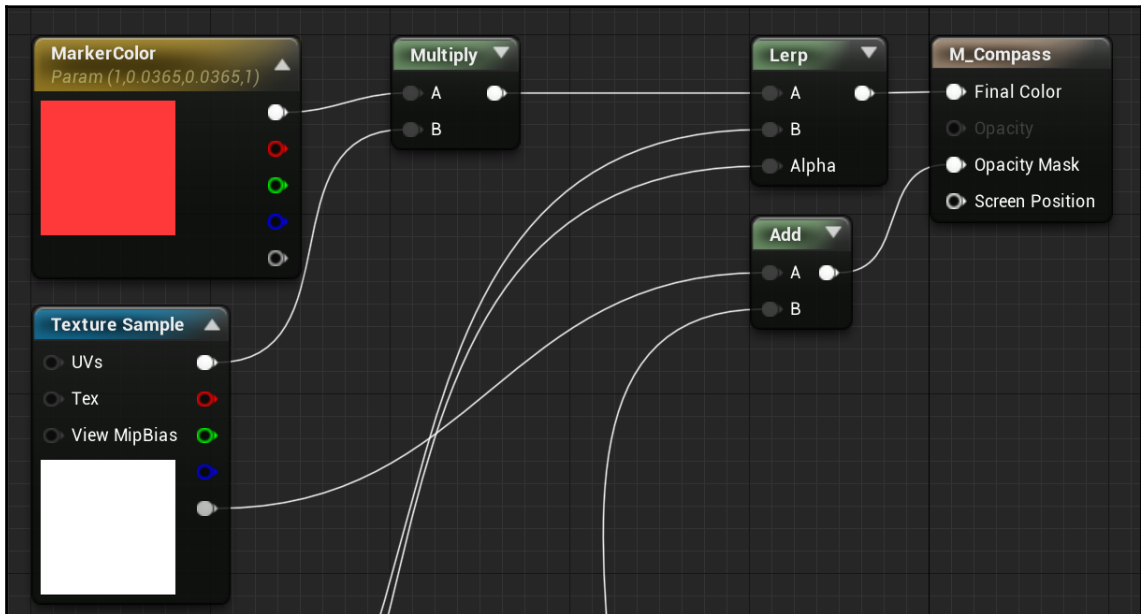 MarkerColor
Param (1,0.0365,0.0365,1)
Multiply
A
B
Lerp
A
B
Alpha
M_Compass
Final Color
Opacity
Opacity Mask
Screen Position
Add
A
B
Texture Sample
UVs
Tex
View MipBias